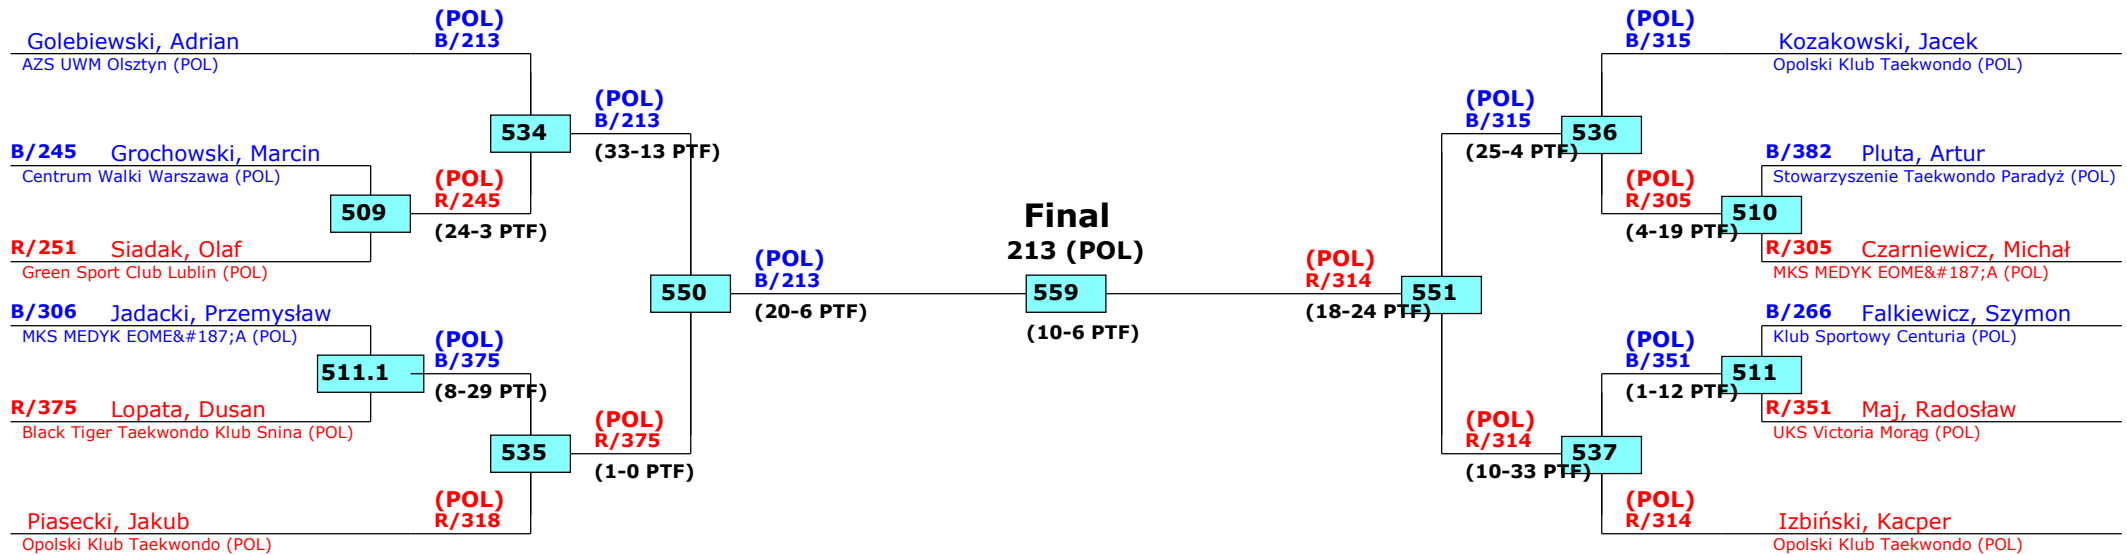 (POL)
Golebiewski, Adrian B/213
AZS UWM Olsztyn (POL)
(POL)
534 B/213
(33-13 PTF)
B/245 Grochowski, Marcin
Centrum Walki Warszawa (POL)
(POL)
509 R/245
(24-3 PTF)
R/251 Siadak, Olaf
Green Sport Club Lublin (POL)
(POL)
550 B/213
(20-6 PTF)
B/306 Jadacki, Przemysław
MKS MEDYK EOME&#187;A (POL)
(POL)
511.1 B/375
(8-29 PTF)
R/375 Lopata, Dusan
Black Tiger Taekwondo Klub Snina (POL)
(POL)
535 R/375
(1-0 PTF)
(POL)
Piasecki, Jakub R/318
Opolski Klub Taekwondo (POL)
Final
213 (POL)
559
(10-6 PTF)
(POL)
B/315 Kozakowski, Jacek
Opolski Klub Taekwondo (POL)
(POL)
B/315 536
(25-4 PTF)
B/382 Pluta, Artur
Stowarzyszenie Taekwondo Paradyż (POL)
(POL)
R/305 510
(4-19 PTF)
R/305 Czarniewicz, Michał
MKS MEDYK EOME&#187;A (POL)
(POL)
R/314 551
(18-24 PTF)
B/266 Falkiewicz, Szymon
Klub Sportowy Centuria (POL)
(POL)
B/351 511
(1-12 PTF)
R/351 Maj, Radosław
UKS Victoria Morąg (POL)
(POL)
R/314 537
(10-33 PTF)
(POL)
R/314 Izbiński, Kacper
Opolski Klub Taekwondo (POL)